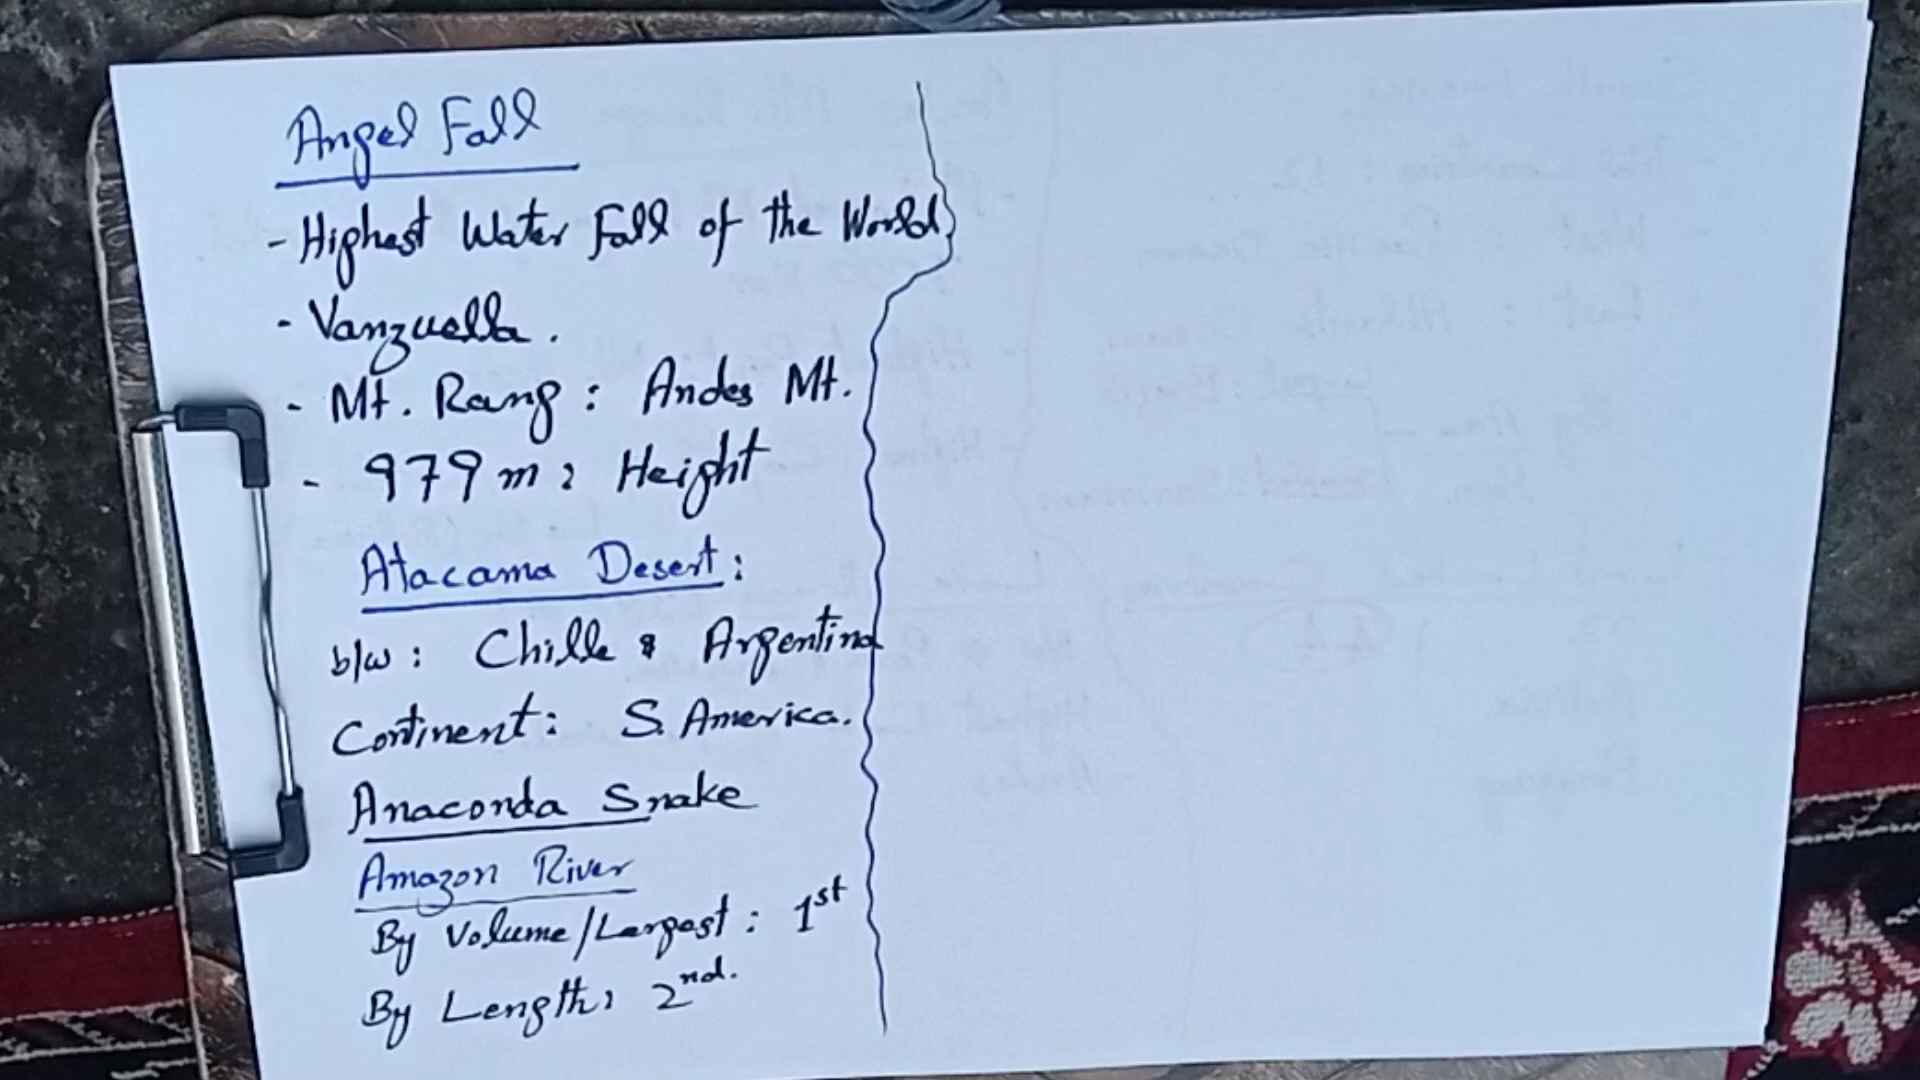 Angel Fall
- Highest Water Fall of the World
- Vanzuella.
- Mt. Rang : Andes Mt.
- 979 m : Height
Atacama Desert :
b/w : Chille & Argentina
Continent : S. America.
Anaconda Snake
Amazon River
By Volume/Largest : 1st
By Length : 2nd.